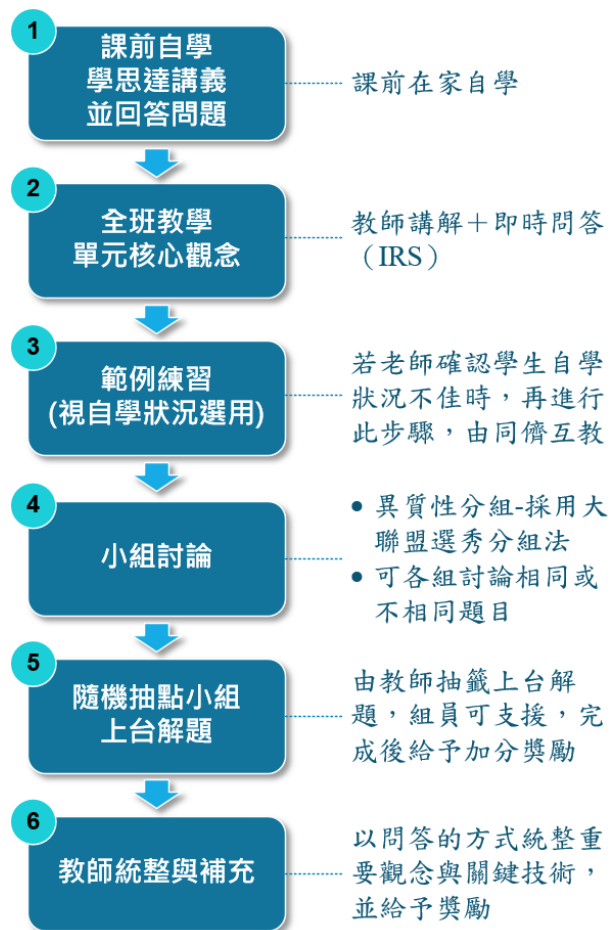 1
課前自學
學思達講義
並回答問題
課前在家自學
2
全班教學
單元核心觀念
教師講解＋即時問答
（IRS）
3
範例練習
(視自學狀況選用)
若老師確認學生自學
狀況不佳時，再進行
此步驟，由同儕互教
4
小組討論
• 異質性分組-採用大
聯盟選秀分組法
• 可各組討論相同或
不相同題目
5
隨機抽點小組
上台解題
由教師抽籤上台解
題，組員可支援，完
成後給予加分獎勵
6
教師統整與補充
以問答的方式統整重
要觀念與關鍵技術，
並給予獎勵